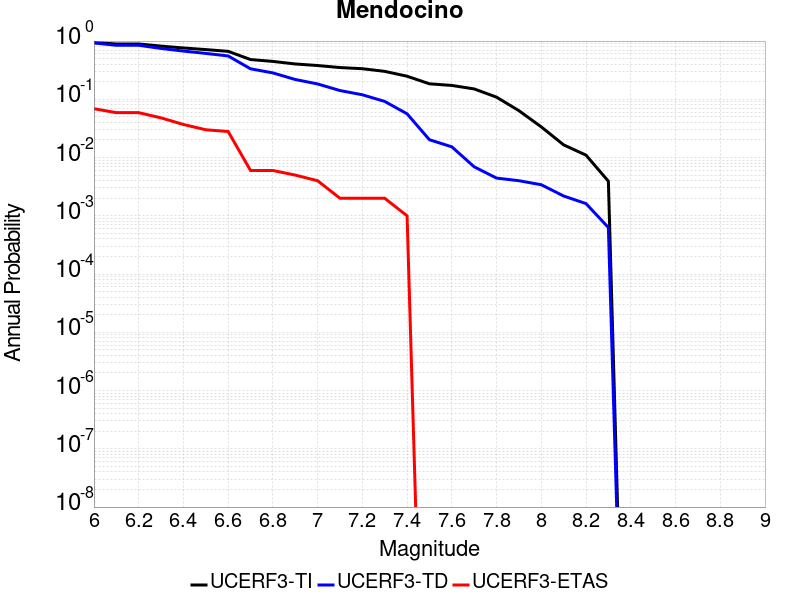 Mendocino
10^0
10^-1
10^-2
10^-3
10^-4
10^-5
10^-6
10^-7
10^-8
Annual Probability
6 6.2 6.4 6.6 6.8 7 7.2 7.4 7.6 7.8 8 8.2 8.4 8.6 8.8 9
Magnitude
UCERF3-TI UCERF3-TD UCERF3-ETAS